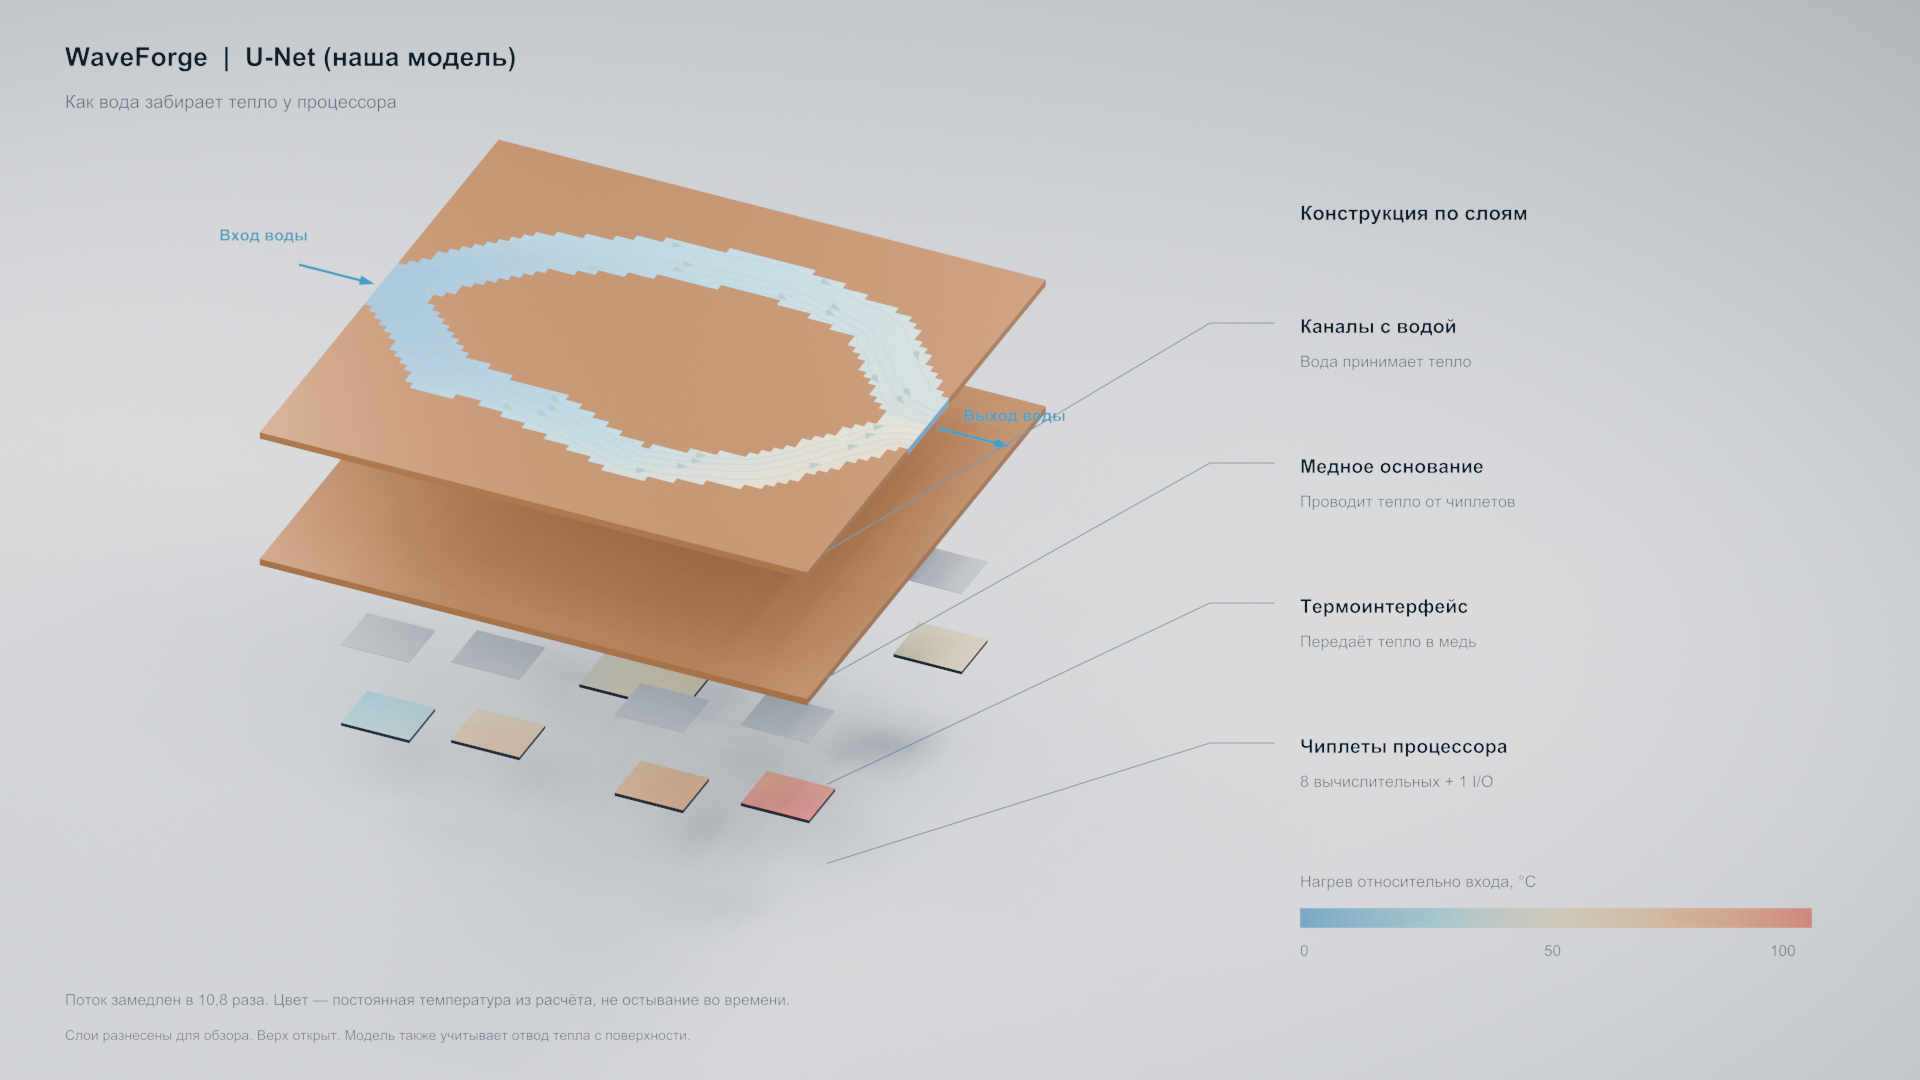 WaveForge | U-Net (наша модель)
Как вода забирает тепло у процессора
Вход воды
Выход воды
Конструкция по слоям
Каналы с водой
Вода принимает тепло
Медное основание
Проводит тепло от чиплетов
Термоинтерфейс
Передаёт тепло в медь
Чиплеты процессора
8 вычислительных + 1 I/O
Нагрев относительно входа, °C
0 50 100
Поток замедлен в 10,8 раза. Цвет — постоянная температура из расчёта, не остывание во времени.
Слои разнесены для обзора. Верх открыт. Модель также учитывает отвод тепла с поверхности.